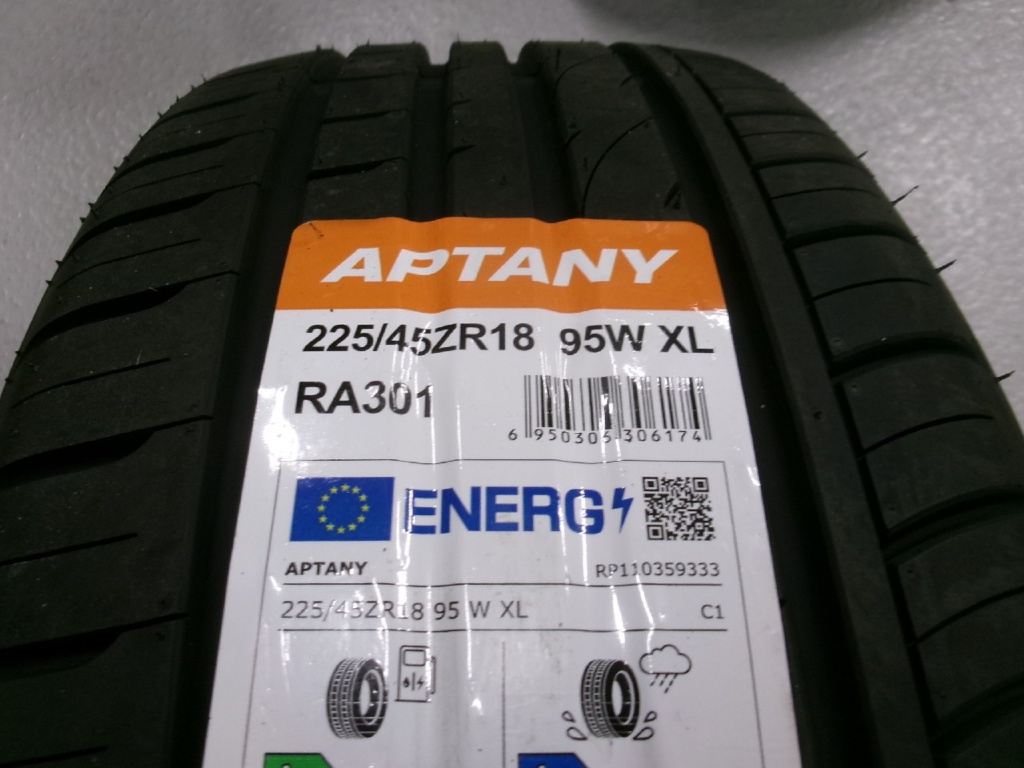 APTANY
225/45ZR18 95W XL
RA301
6 950306 306174
ENERG
APTANY RP110359333
225/45ZR18 95 W XL C1